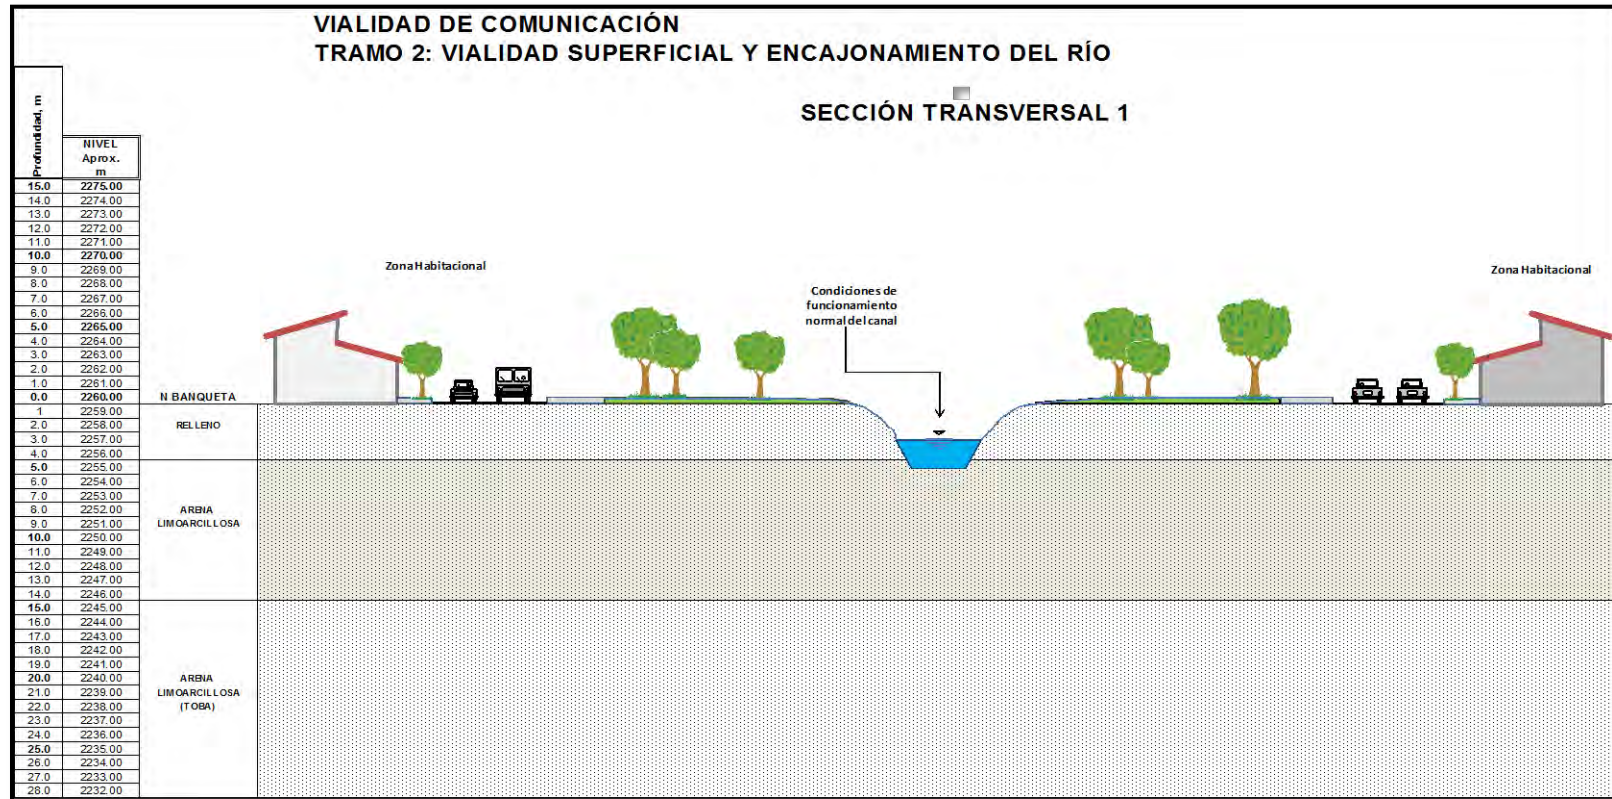 VIALIDAD DE COMUNICACIÓN
TRAMO 2: VIALIDAD SUPERFICIAL Y ENCAJONAMIENTO DEL RÍO
SECCIÓN TRANSVERSAL 1
Profundidad, m
NIVEL
Aprox.
m
15.0 2275.00
14.0 2274.00
13.0 2273.00
12.0 2272.00
11.0 2271.00
10.0 2270.00
9.0 2269.00
8.0 2268.00
7.0 2267.00
6.0 2266.00
5.0 2265.00
4.0 2264.00
3.0 2263.00
2.0 2262.00
1.0 2261.00
0.0 2260.00 N BANQUETA
1 2259.00
2.0 2258.00 RELLENO
3.0 2257.00
4.0 2256.00
5.0 2255.00
6.0 2254.00
7.0 2253.00
8.0 2252.00 ARENA
9.0 2251.00 LIMOARCILLOSA
10.0 2250.00
11.0 2249.00
12.0 2248.00
13.0 2247.00
14.0 2246.00
15.0 2245.00
16.0 2244.00
17.0 2243.00
18.0 2242.00
19.0 2241.00
20.0 2240.00 ARENA
21.0 2239.00 LIMOARCILLOSA
22.0 2238.00 (TOBA)
23.0 2237.00
24.0 2236.00
25.0 2235.00
26.0 2234.00
27.0 2233.00
28.0 2232.00
Zona Habitacional
Condiciones de
funcionamiento
normal del canal
Zona Habitacional